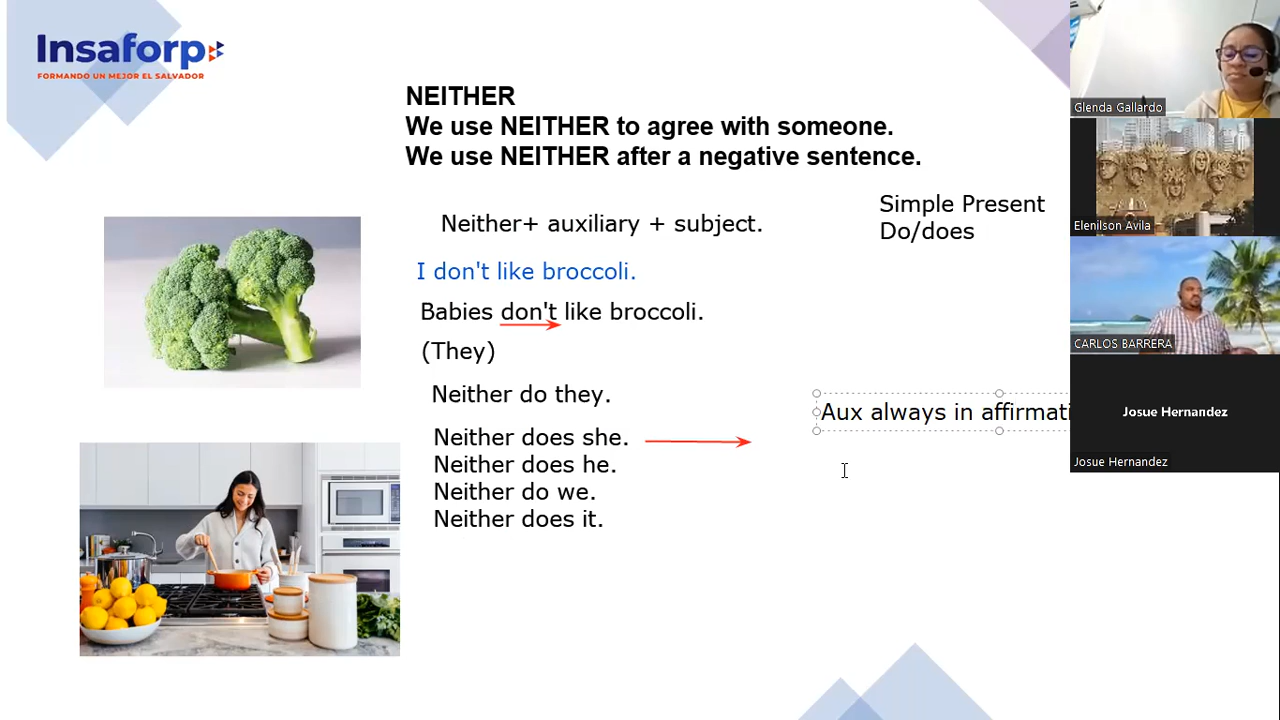 Insaforp
FORMANDO UN MEJOR EL SALVADOR
NEITHER
We use NEITHER to agree with someone.
We use NEITHER after a negative sentence.
Neither+ auxiliary + subject.
Simple Present
Do/does
I don't like broccoli.
Babies don't like broccoli.
(They)
Neither do they.
Aux always in affirmati
Neither does she.
Neither does he.
Neither do we.
Neither does it.
Glenda Gallardo
Elenilson Avila
CARLOS BARRERA
Josue Hernandez
Josue Hernandez